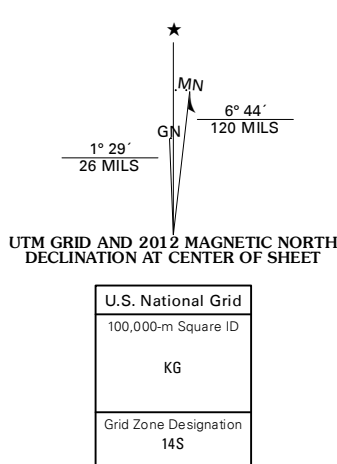 ★
MN
GN
6° 44´
120 MILS
1° 29´
26 MILS
UTM GRID AND 2012 MAGNETIC NORTH
DECLINATION AT CENTER OF SHEET
U.S. National Grid
100,000-m Square ID
KG
Grid Zone Designation
14S